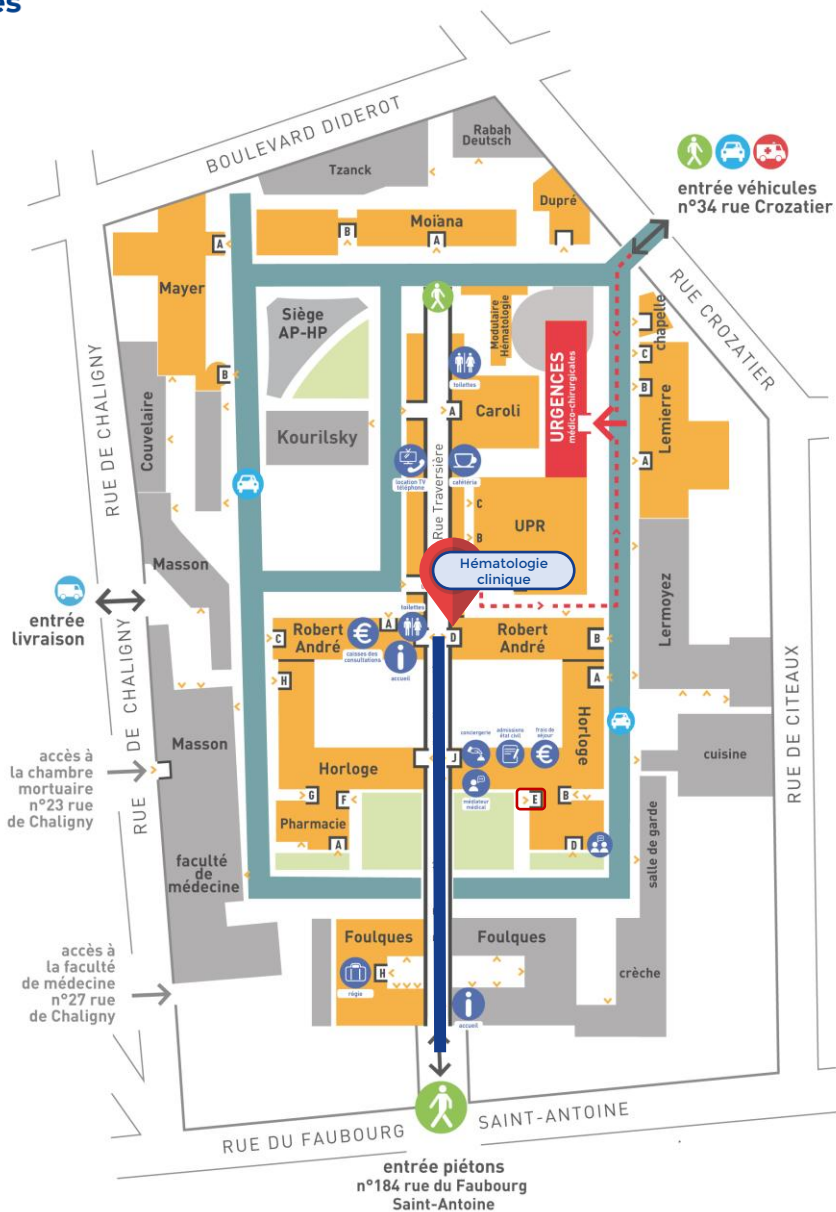 es
BOULEVARD DIDEROT
Rabah
Deutsch
Tzanck
Dupré
Moïana
B
A
A
Mayer
entrée véhicules
n°34 rue Crozatier
RUE CROZATIER
Siège
AP-HP
Modulaire
Hématologie
chapelle
URGENCES
médico-chirurgicales
toilettes
C
B
B
Lemierre
Caroli
A
A
Couvelaire
Kourilsky
RUE DE CHALIGNY
Rue Traversière
location TV
téléphone
cafétéria
C
B
UPR
Masson
Hématologie
clinique
entrée
livraison
Lermoyez
toilettes
C
Robert
André
A
caisses des
consultations
accueil
D
Robert
André
B
H
A
Horloge
RUE DE CHALIGNY
RUE DE CITEAUX
Masson
conciergerie
admissions
état civil
frais de
séjour
cuisine
accès à
la chambre
mortuaire
n°23 rue
de Chaligny
Horloge
J
médiateur
médical
G
F
E
B
Pharmacie
A
D
salle de garde
faculté
de
médecine
Foulques
Foulques
accès à
la faculté
de médecine
n°27 rue
de Chaligny
H
régie
crèche
accueil
RUE DU FAUBOURG
SAINT-ANTOINE
entrée piétons
n°184 rue du Faubourg
Saint-Antoine